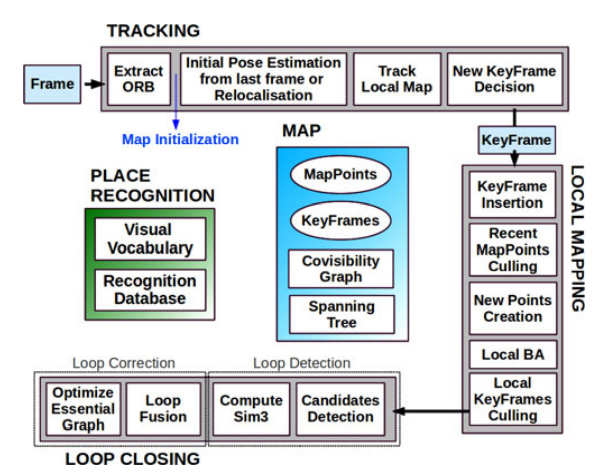 TRACKING
Frame
Extract
ORB
Initial Pose Estimation
from last frame or
Relocalisation
Track
Local Map
New KeyFrame
Decision
Map Initialization
KeyFrame
MAP
MapPoints
KeyFrames
Covisibility
Graph
Spanning
Tree
PLACE
RECOGNITION
Visual
Vocabulary
Recognition
Database
LOCAL MAPPING
KeyFrame
Insertion
Recent
MapPoints
Culling
New Points
Creation
Local BA
Local
KeyFrames
Culling
Loop Correction
Loop Detection
Optimize
Essential
Graph
Loop
Fusion
Compute
Sim3
Candidates
Detection
LOOP CLOSING